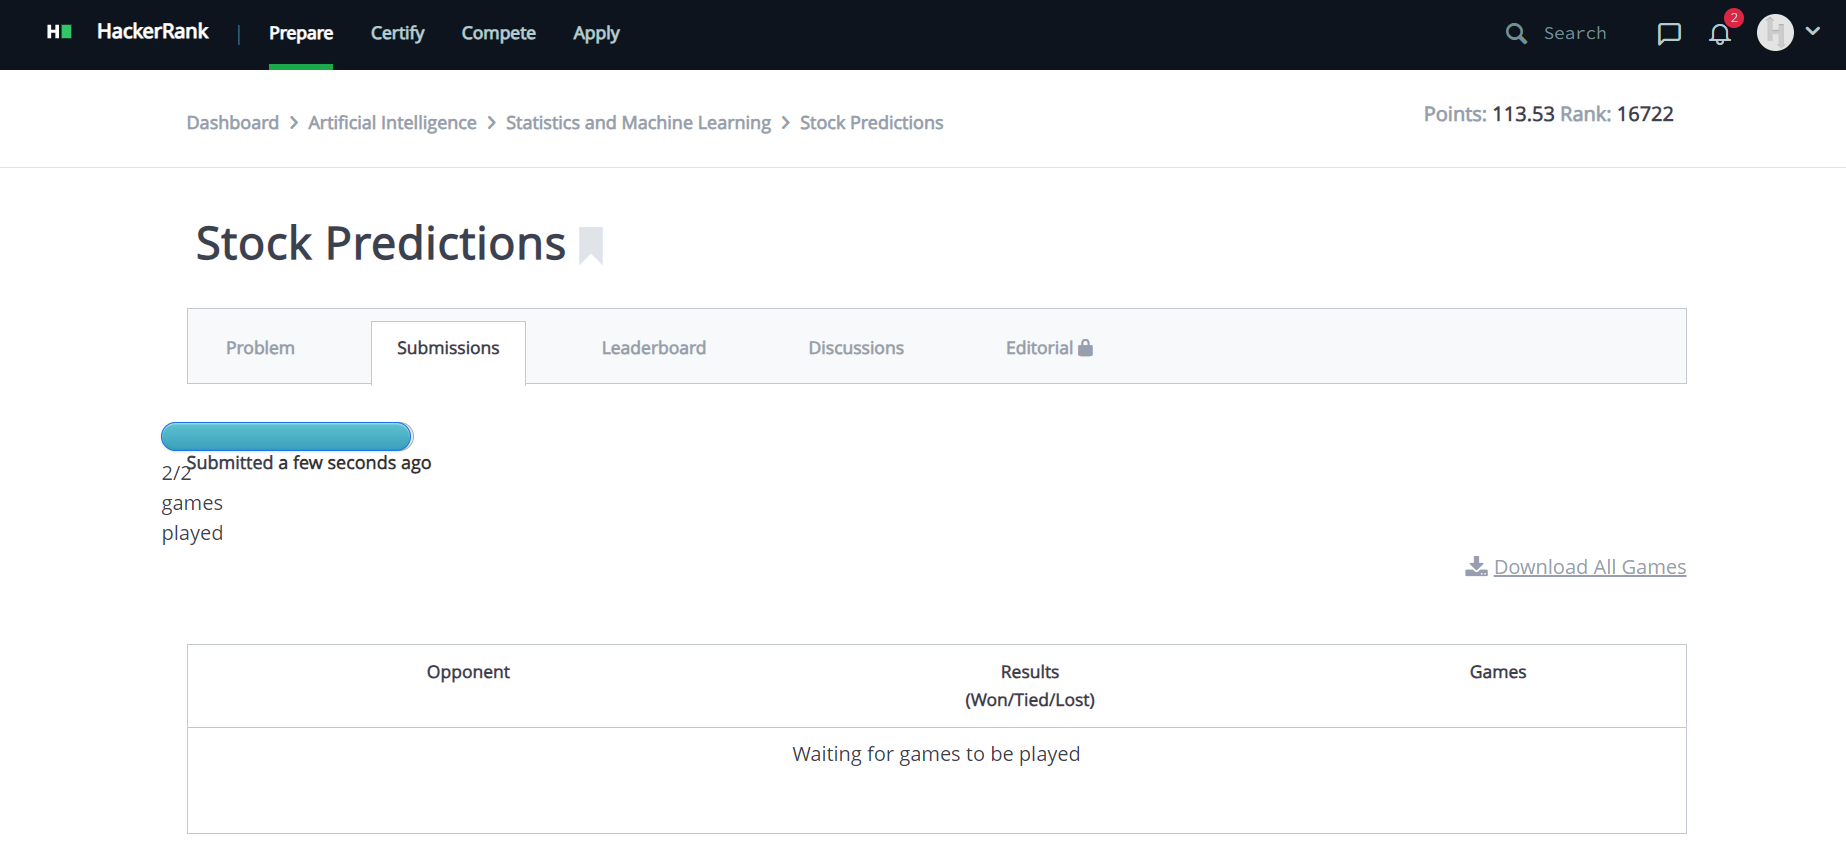 H HackerRank | Prepare Certify Compete Apply Search 2
Dashboard > Artificial Intelligence > Statistics and Machine Learning > Stock Predictions Points: 113.53 Rank: 16722
Stock Predictions
Problem Submissions Leaderboard Discussions Editorial
Submitted a few seconds ago
2/2
games
played
Download All Games
Opponent Results Games
(Won/Tied/Lost)
Waiting for games to be played